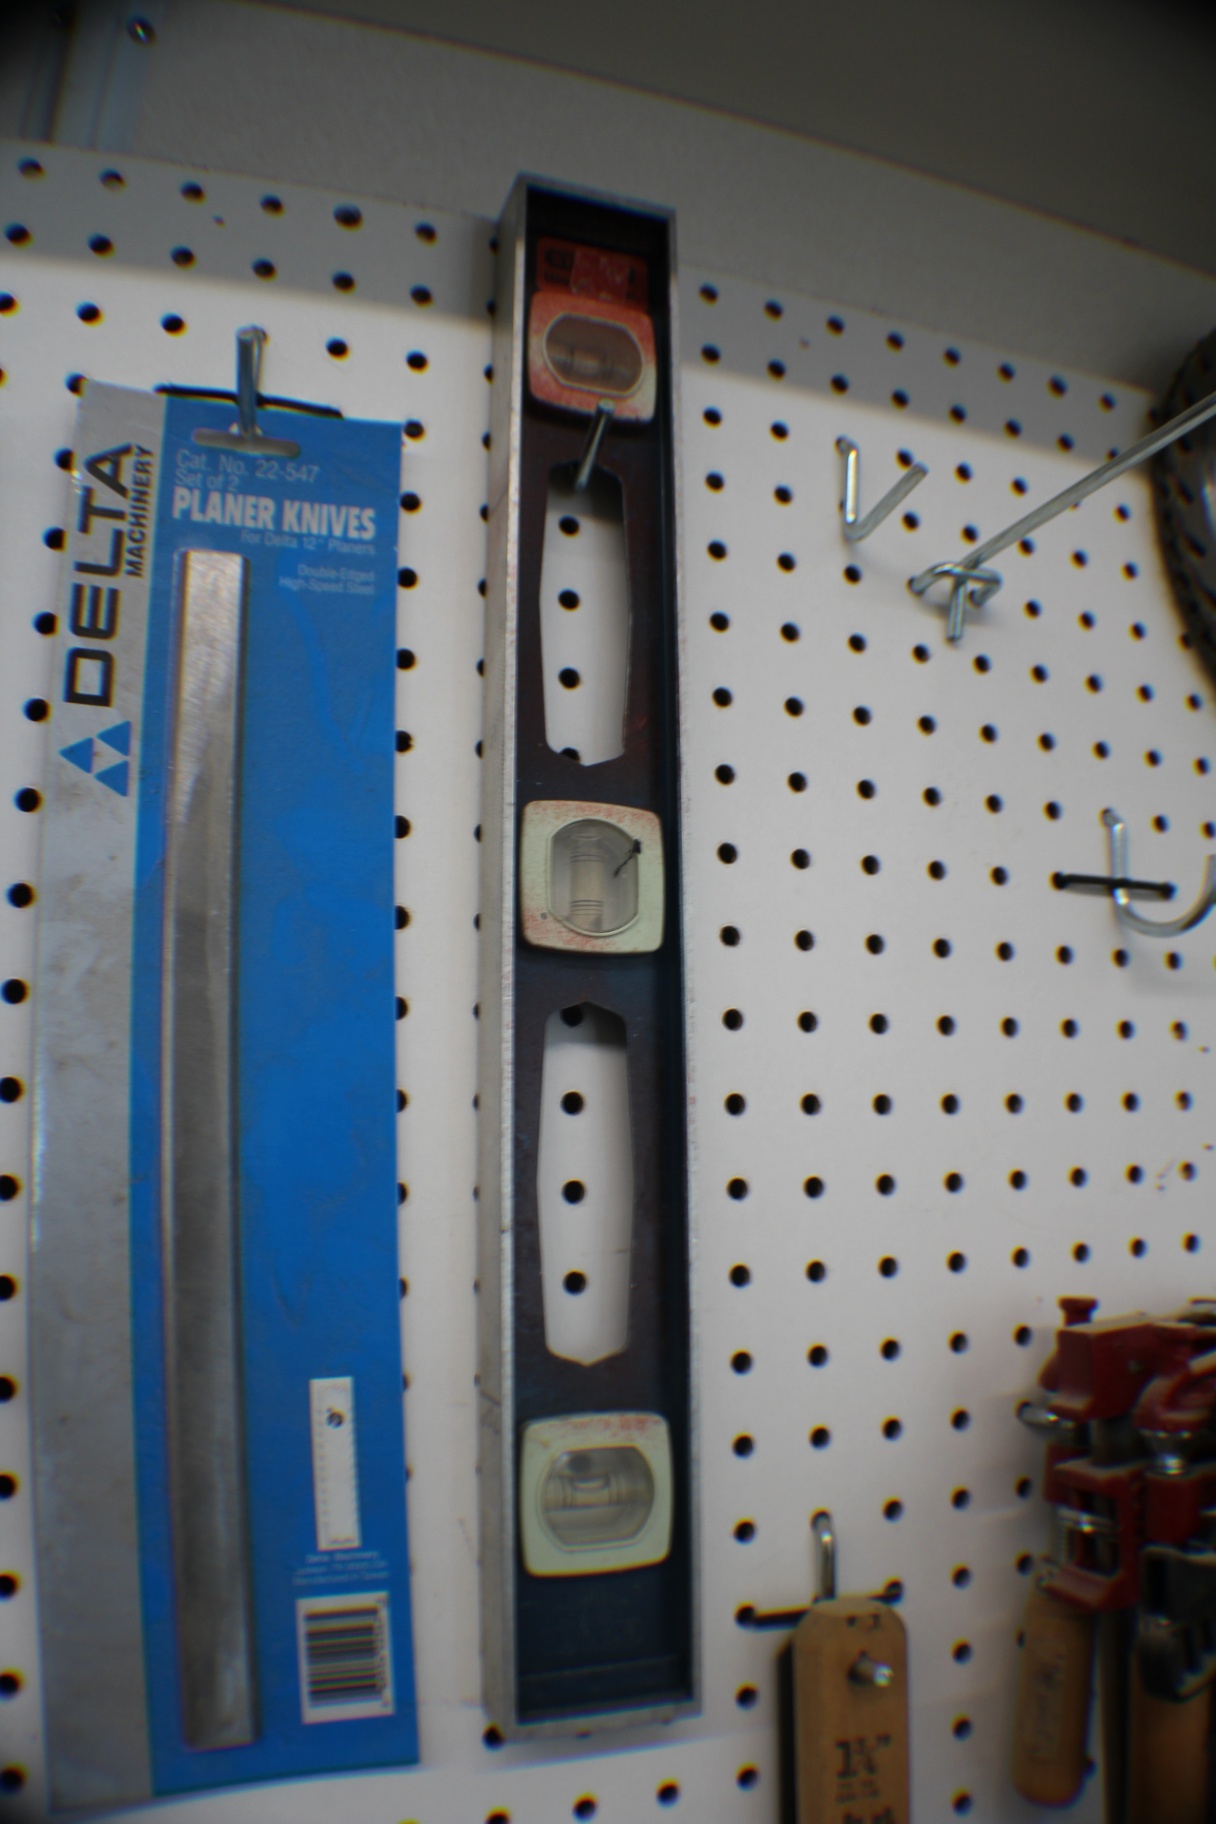 DELTA
MACHINERY
Cat. No. 22-547
Set of 2
PLANER KNIVES
For Delta 12" Planers
Double-Edged
High-Speed Steel